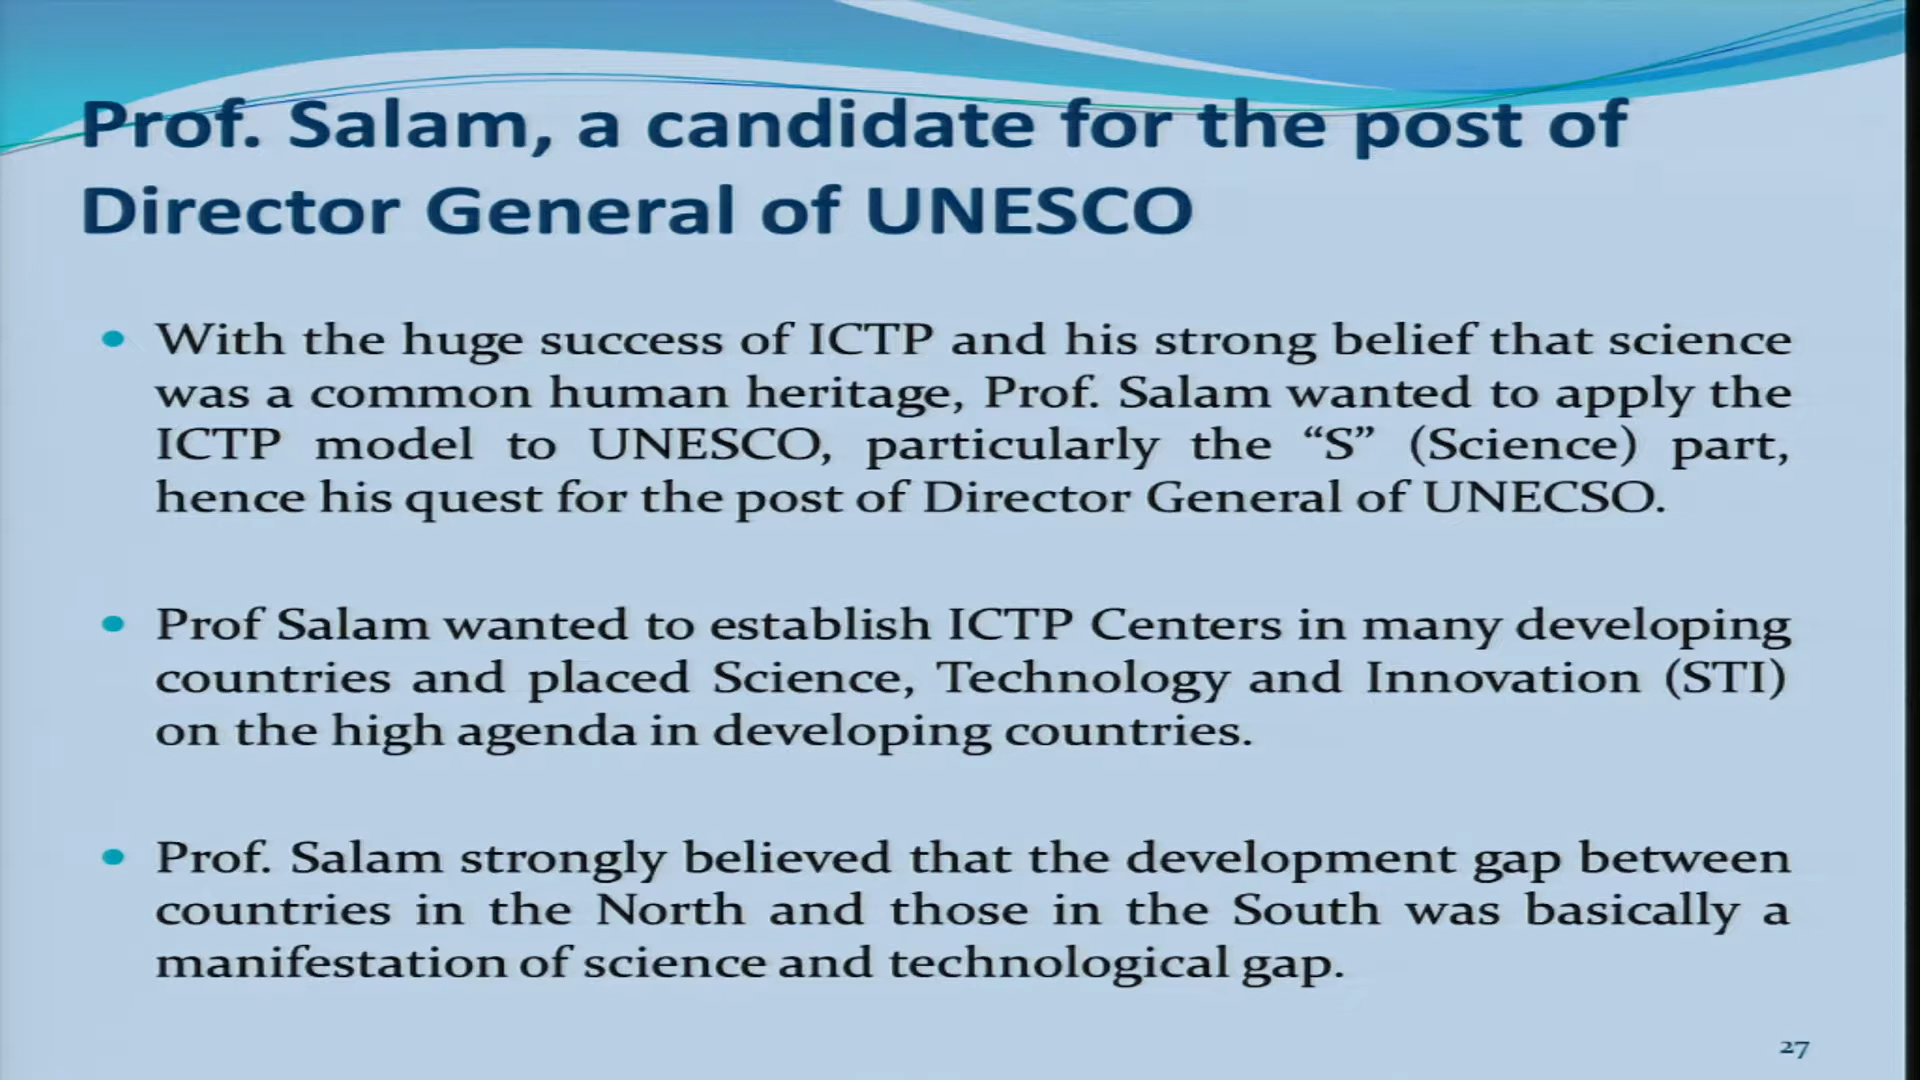 Prof. Salam, a candidate for the post of
Director General of UNESCO
• With the huge success of ICTP and his strong belief that science
was a common human heritage, Prof. Salam wanted to apply the
ICTP model to UNESCO, particularly the “S” (Science) part,
hence his quest for the post of Director General of UNECSO.
• Prof Salam wanted to establish ICTP Centers in many developing
countries and placed Science, Technology and Innovation (STI)
on the high agenda in developing countries.
• Prof. Salam strongly believed that the development gap between
countries in the North and those in the South was basically a
manifestation of science and technological gap.
27